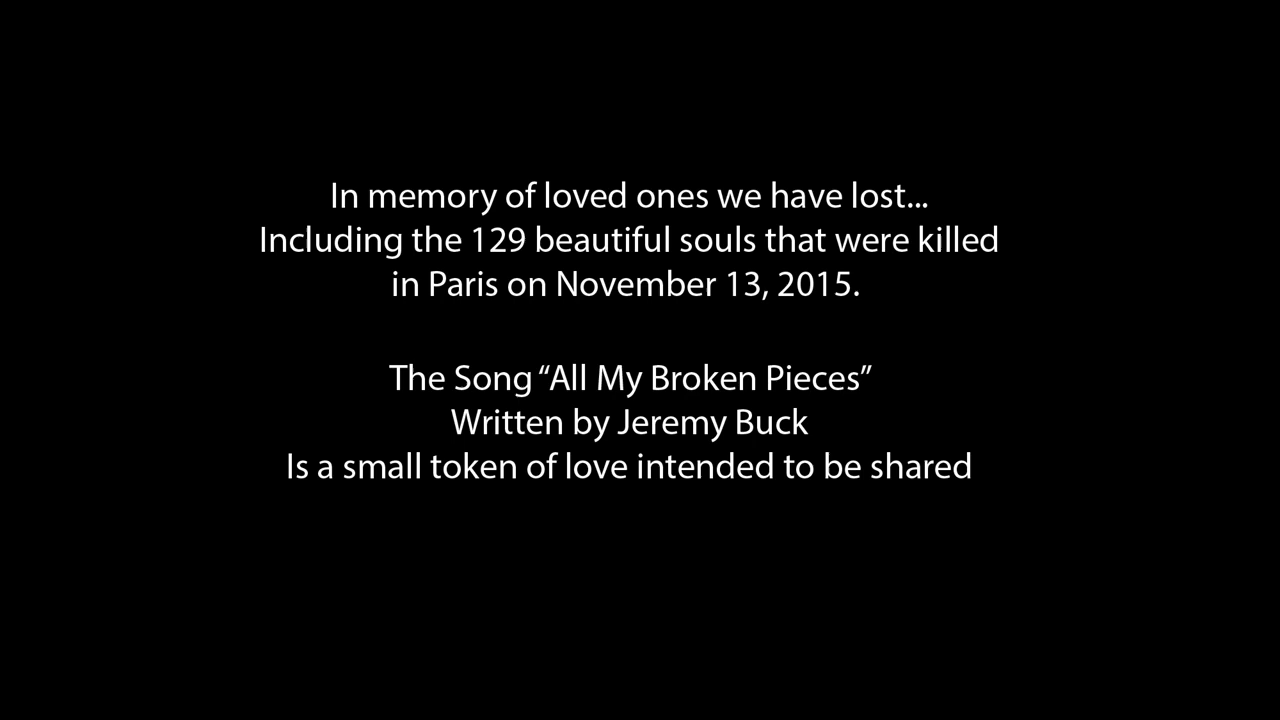 In memory of loved ones we have lost...
Including the 129 beautiful souls that were killed
in Paris on November 13, 2015.
The Song “All My Broken Pieces”
Written by Jeremy Buck
Is a small token of love intended to be shared